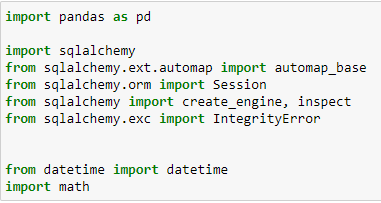 import pandas as pd
import sqlalchemy
from sqlalchemy.ext.automap import automap_base
from sqlalchemy.orm import Session
from sqlalchemy import create_engine, inspect
from sqlalchemy.exc import IntegrityError
from datetime import datetime
import math